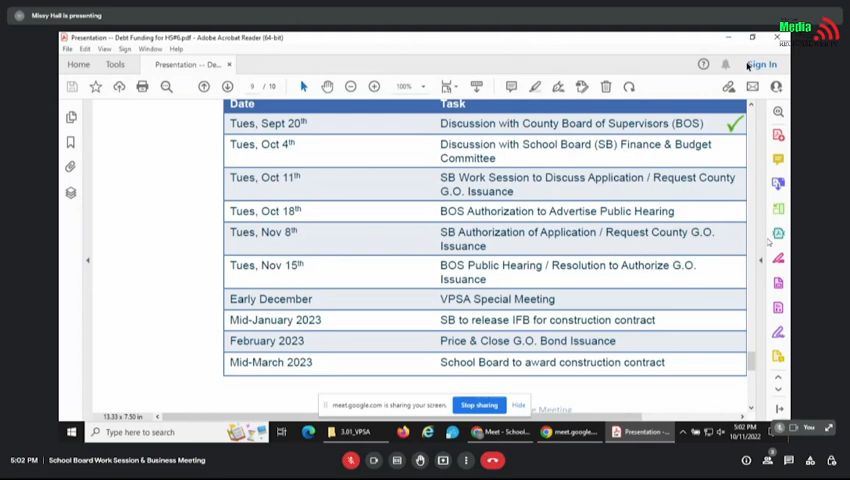 Missy Hall is presenting
Media
Presentation - Debt Funding for HS#6.pdf - Adobe Acrobat Reader (64-bit)
File Edit View Sign Window Help
Home Tools Presentation -- De... × Sign In
9 / 10 100%
Date Task
Tues, Sept 20th Discussion with County Board of Supervisors (BOS)
Tues, Oct 4th Discussion with School Board (SB) Finance & Budget
Committee
Tues, Oct 11th SB Work Session to Discuss Application / Request County
G.O. Issuance
Tues, Oct 18th BOS Authorization to Advertise Public Hearing
Tues, Nov 8th SB Authorization of Application / Request County G.O.
Issuance
Tues, Nov 15th BOS Public Hearing / Resolution to Authorize G.O.
Issuance
Early December VPSA Special Meeting
Mid-January 2023 SB to release IFB for construction contract
February 2023 Price & Close G.O. Bond Issuance
Mid-March 2023 School Board to award construction contract
meet.google.com is sharing your screen. Stop sharing Hide
Meeting
13.33 x 7.50 in
Type here to search 3.01_VPSA Meet - School... meet.google... Presentation -... 5:02 PM
10/11/2022
You
5:02 PM | School Board Work Session & Business Meeting